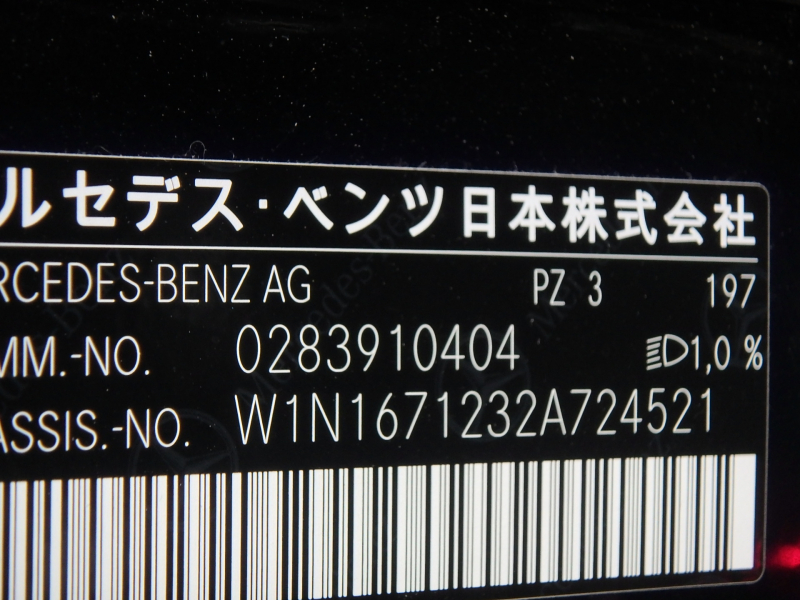 ルセデス・ベンツ日本株式会社
RCEDES-BENZ AG PZ 3 197
MM.-NO. 0283910404 1,0 %
ASSIS.-NO. W1N1671232A724521